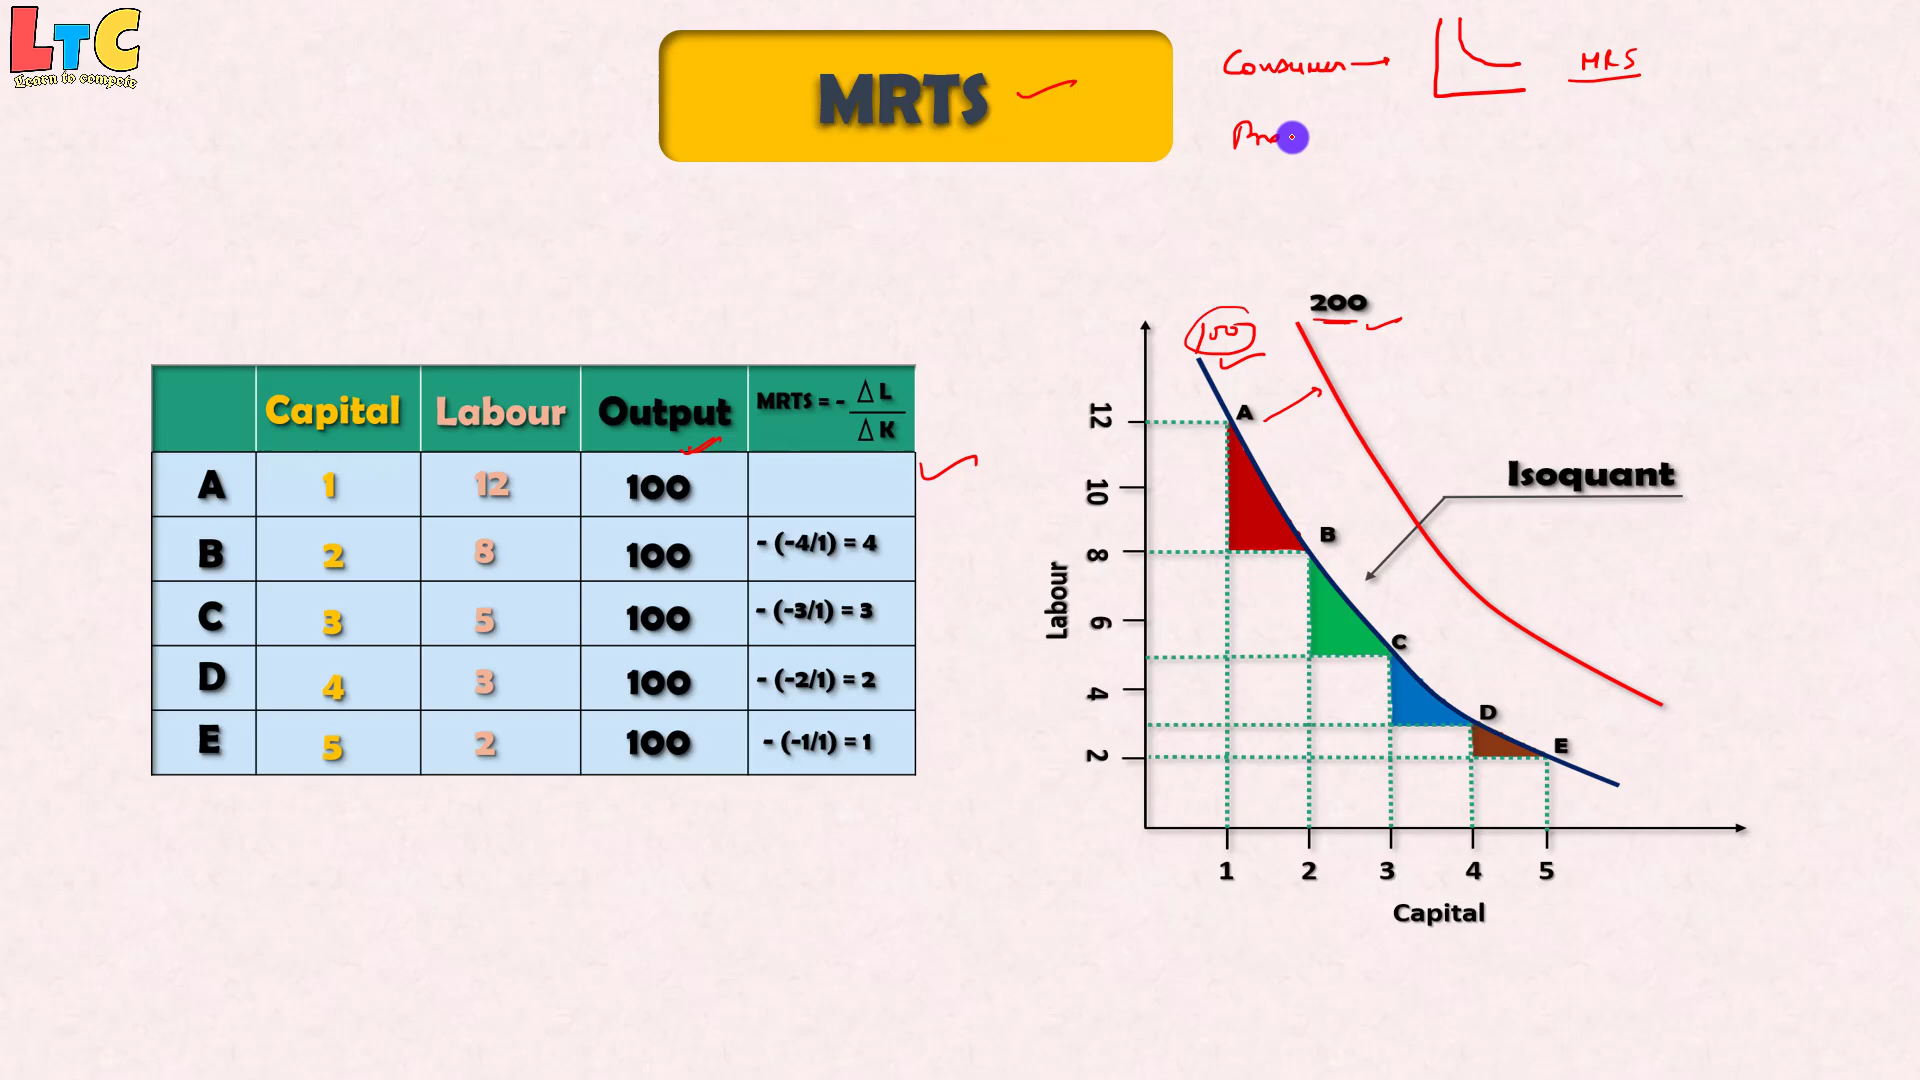 LTC
Learn to compete
MRTS
Consumer
MRS
Capital Labour Output MRTS = - Δ L / Δ K
A 1 12 100
B 2 8 100 - (-4/1) = 4
C 3 5 100 - (-3/1) = 3
D 4 3 100 - (-2/1) = 2
E 5 2 100 - (-1/1) = 1
100
200
Isoquant
A
B
C
D
E
Labour
12
10
8
6
4
2
1 2 3 4 5
Capital